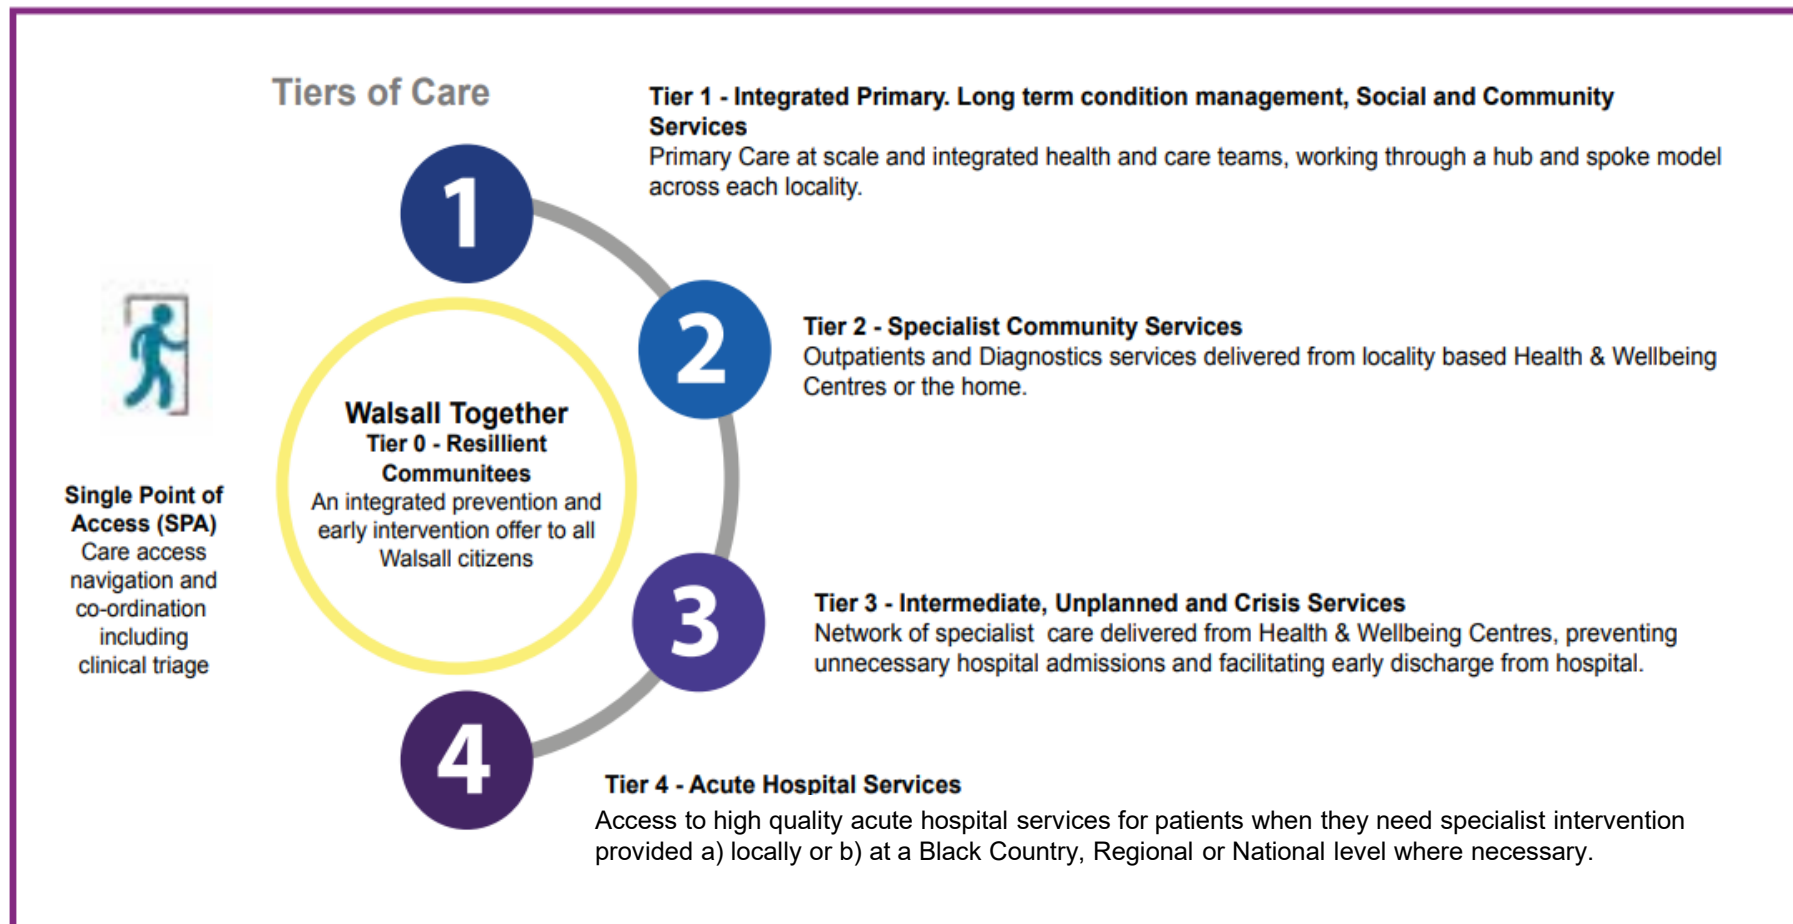 Tiers of Care
Tier 1 - Integrated Primary. Long term condition management, Social and Community
Services
Primary Care at scale and integrated health and care teams, working through a hub and spoke model
across each locality.
1
2
Tier 2 - Specialist Community Services
Outpatients and Diagnostics services delivered from locality based Health & Wellbeing
Centres or the home.
Walsall Together
Tier 0 - Resillient
Communitees
An integrated prevention and
early intervention offer to all
Walsall citizens
Single Point of
Access (SPA)
Care access
navigation and
co-ordination
including
clinical triage
3
Tier 3 - Intermediate, Unplanned and Crisis Services
Network of specialist care delivered from Health & Wellbeing Centres, preventing
unnecessary hospital admissions and facilitating early discharge from hospital.
4
Tier 4 - Acute Hospital Services
Access to high quality acute hospital services for patients when they need specialist intervention
provided a) locally or b) at a Black Country, Regional or National level where necessary.